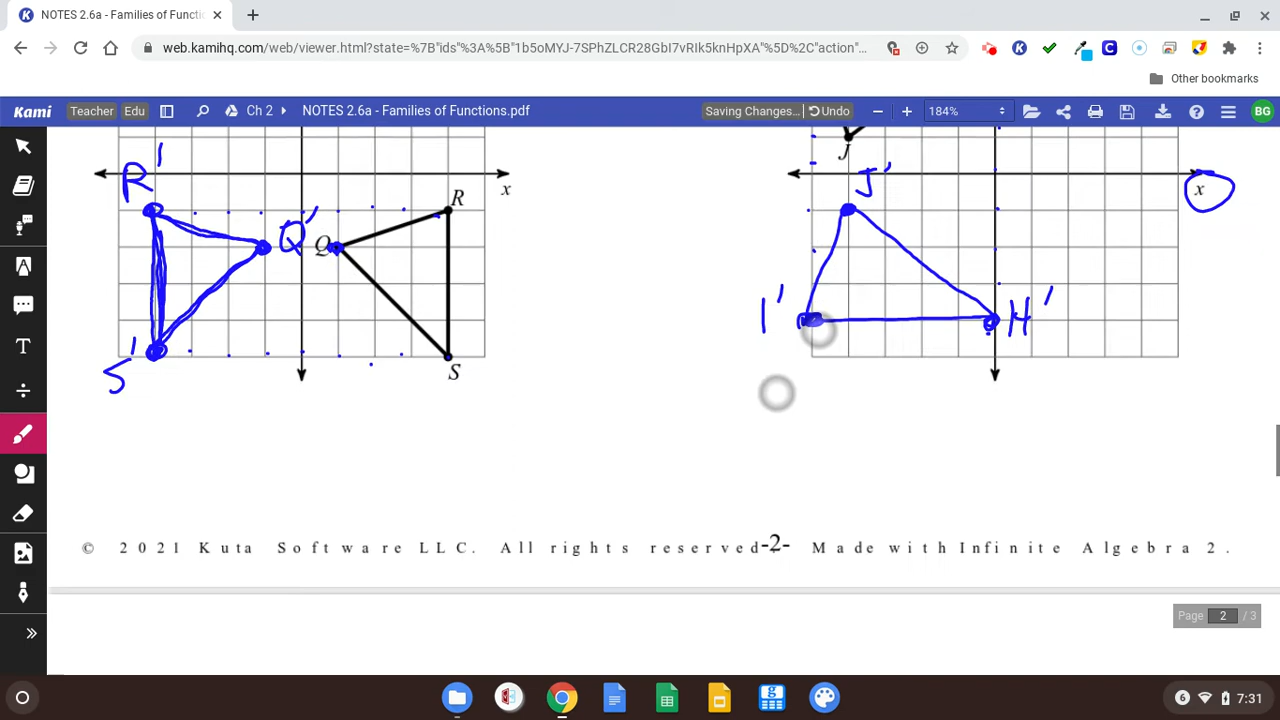 NOTES 2.6a - Families of Functions
web.kamihq.com/web/viewer.html?state=%7B"ids"%3A%5B"1b5oMYJ-7SPhZLCR28GbI7vRIk5knHpXA"%5D%2C"action"...
Other bookmarks
Kami Teacher Edu Ch 2 NOTES 2.6a - Families of Functions.pdf Saving Changes... Undo 184% BG
R' x R Q' Q S' S
J J' x I' H'
-2-
© 2021 Kuta Software LLC. All rights reserved. Made with Infinite Algebra 2.
Page 2 / 3
6 7:31